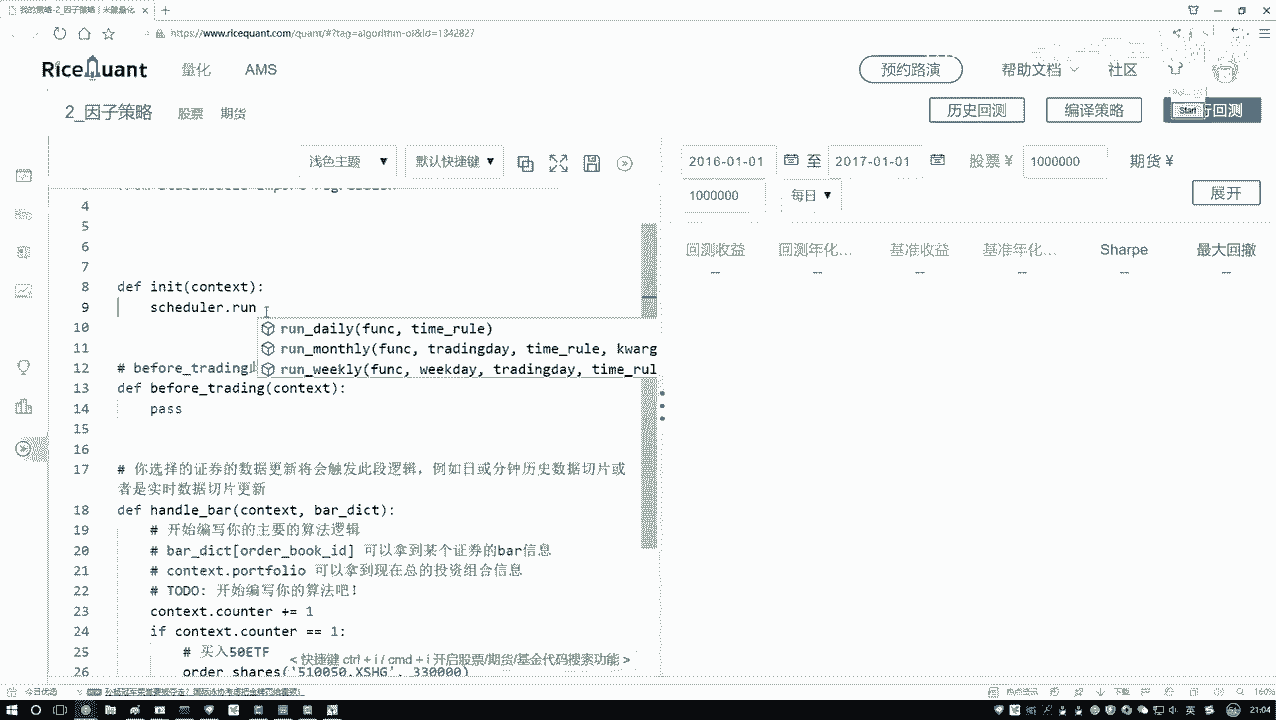 我的策略-2_因子策略 | 米筐量化
https://www.ricequant.com/quant/#?tag=algorithm-of&id=1342827
RiceQuant 量化 AMS 预约路演 帮助文档 社区
2_因子策略 股票 期货 历史回测 编译策略 行回测
Start
浅色主题 默认快捷键 2016-01-01 至 2017-01-01 股票 ¥ 1000000 期货 ¥
1000000 每日 展开
4
5
6
7
8 def init(context):
9 scheduler.run
10 run_daily(func, time_rule)
11 run_monthly(func, tradingday, time_rule, kwarg
12 # before_trading run_weekly(func, weekday, tradingday, time_rul
13 def before_trading(context):
14 pass
15
16
17 # 你选择的证券的数据更新将会触发此段逻辑，例如日或分钟历史数据切片或
者是实时数据切片更新
18 def handle_bar(context, bar_dict):
19 # 开始编写你的主要的算法逻辑
20 # bar_dict[order_book_id] 可以拿到某个证券的bar信息
21 # context.portfolio 可以拿到现在总的投资组合信息
22 # TODO: 开始编写你的算法吧！
23 context.counter += 1
24 if context.counter == 1:
25 # 买入50ETF
26 order_shares('510050.XSHG', 330000)
< 快捷键 ctrl + i / cmd + i 开启股票/期货/基金代码搜索功能 >
回测收益 回测年化... 基准收益 基准年化... Sharpe 最大回撤
-- -- -- -- -- --
今日优选 热点资讯 下载 160%
英 21:04